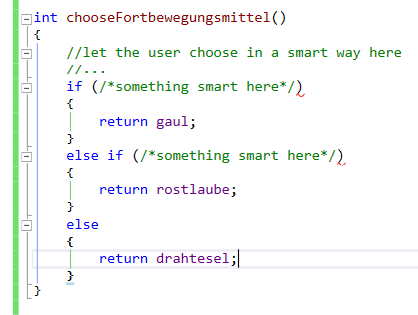 int chooseFortbewegungsmittel()
{
    //let the user choose in a smart way here
    //...
    if (/*something smart here*/)
    {
        return gaul;
    }
    else if (/*something smart here*/)
    {
        return rostlaube;
    }
    else
    {
        return drahtesel;
    }
}